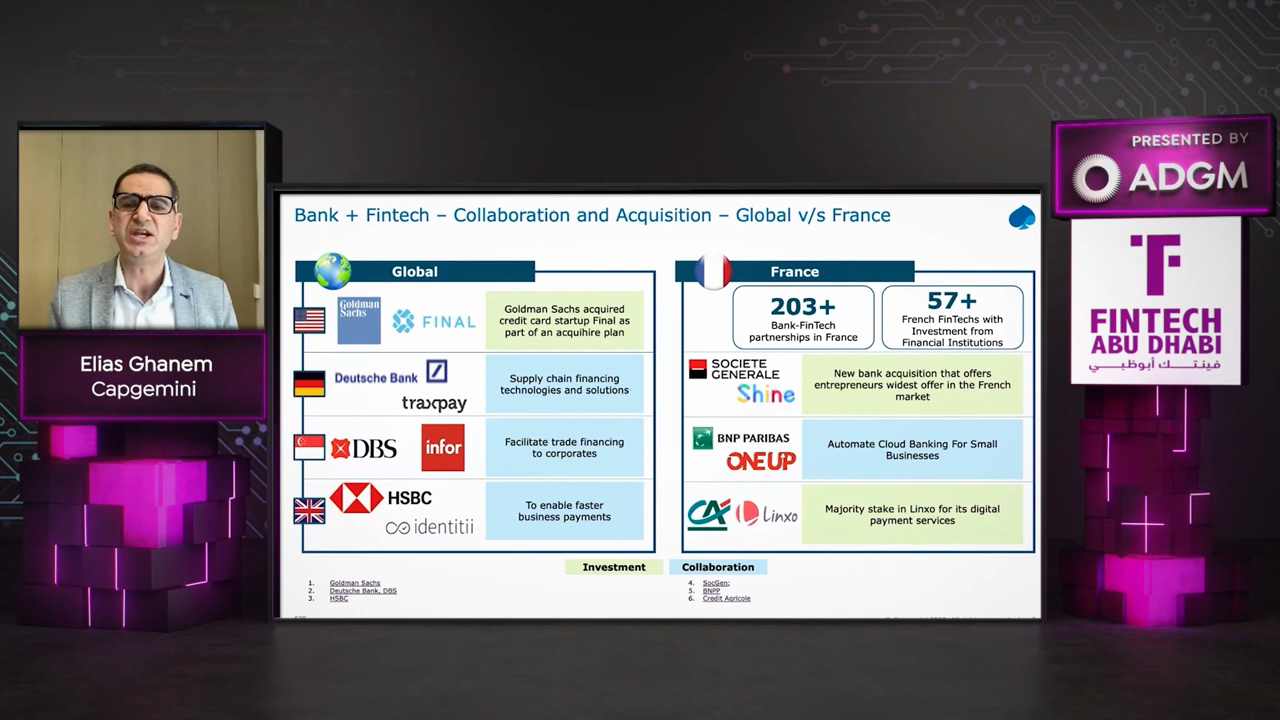 PRESENTED BY
ADGM
FINTECH
ABU DHABI
فينتك أبوظبي
Elias Ghanem
Capgemini
Bank + Fintech – Collaboration and Acquisition – Global v/s France
Global
Goldman
Sachs
FINAL
Goldman Sachs acquired
credit card startup Final as
part of an acquihire plan
Deutsche Bank
traxpay
Supply chain financing
technologies and solutions
DBS
infor
Facilitate trade financing
to corporates
HSBC
identitii
To enable faster
business payments
France
203+
Bank-FinTech
partnerships in France
57+
French FinTechs with
Investment from
Financial Institutions
SOCIETE
GENERALE
Shine
New bank acquisition that offers
entrepreneurs widest offer in the French
market
BNP PARIBAS
ONEUP
Automate Cloud Banking For Small
Businesses
CA
Linxo
Majority stake in Linxo for its digital
payment services
Investment
Collaboration
1. Goldman Sachs
2. Deutsche Bank, DBS
3. HSBC
4. SocGen;
5. BNPP
6. Credit Agricole